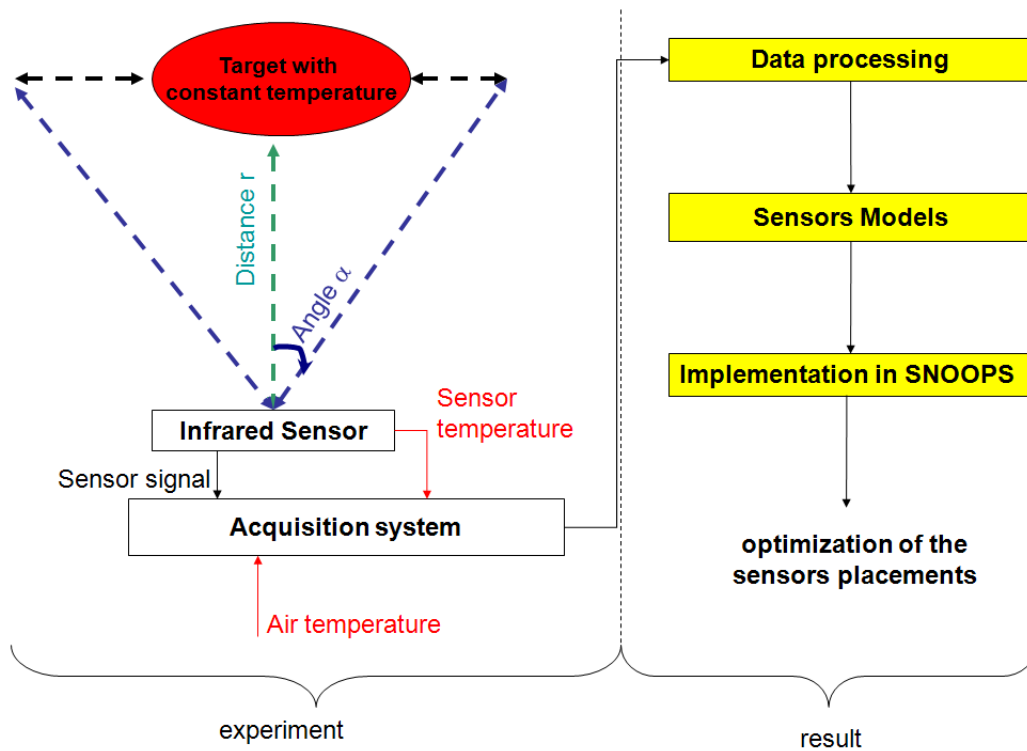 Target with
constant temperature
Distance r
Angle α
Infrared Sensor
Sensor
temperature
Sensor signal
Acquisition system
Air temperature
experiment
Data processing
Sensors Models
Implementation in SNOOPS
optimization of the
sensors placements
result